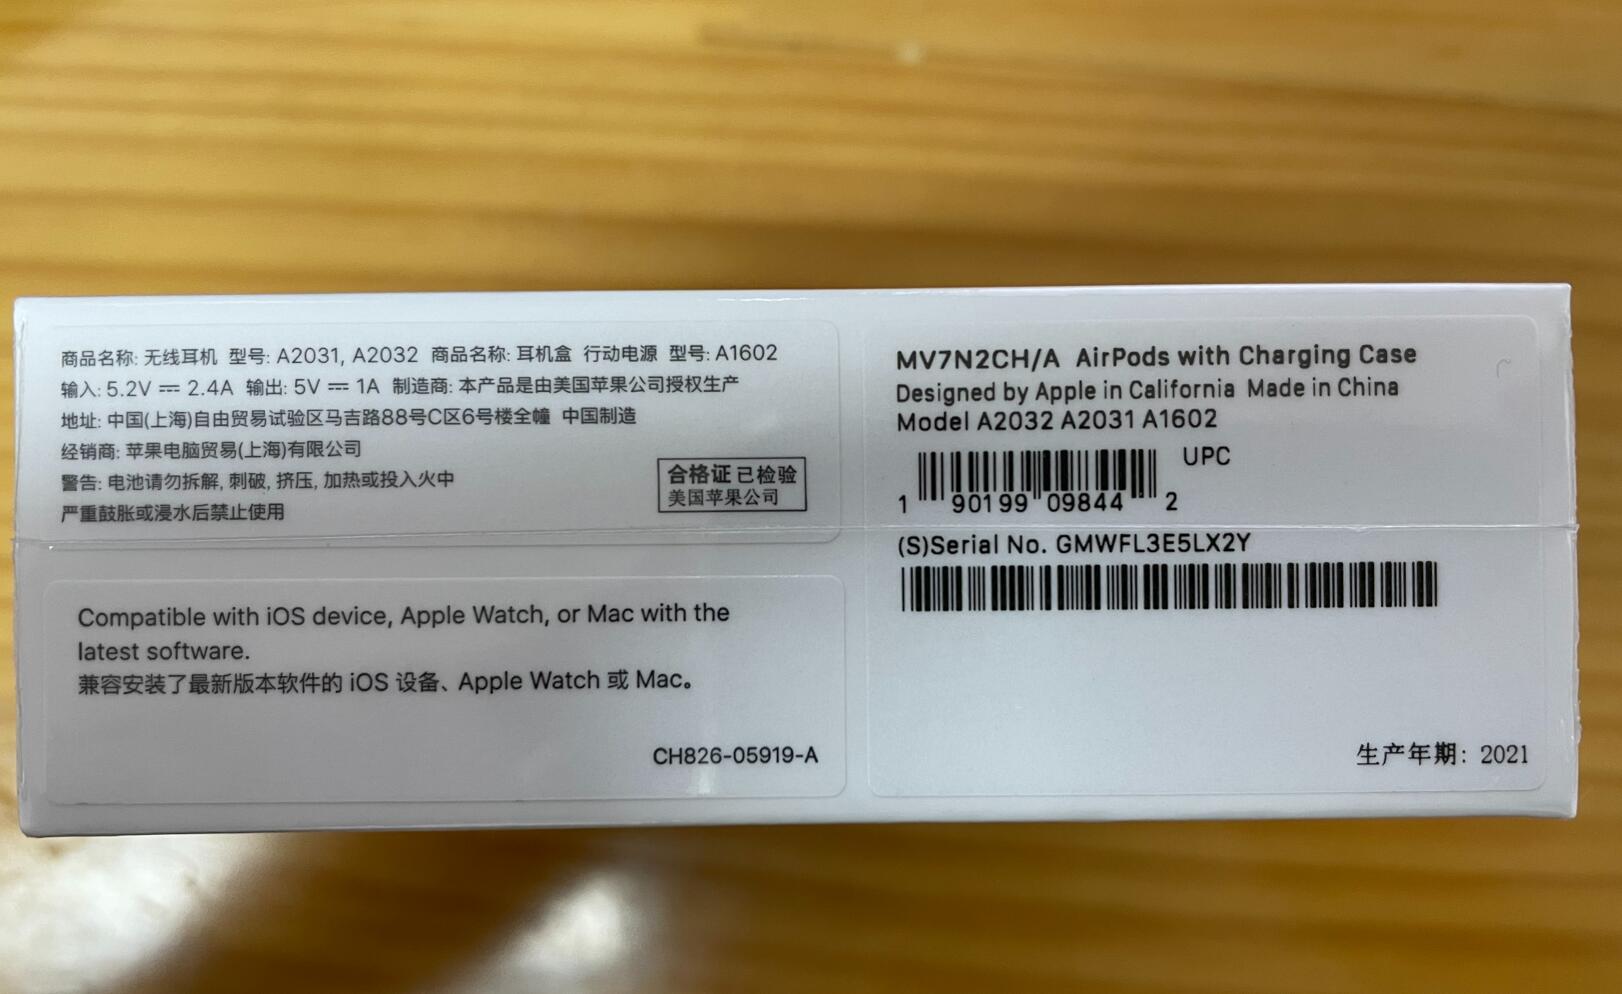 商品名称: 无线耳机 型号: A2031, A2032 商品名称: 耳机盒 行动电源 型号: A1602
输入: 5.2V ⎓ 2.4A 输出: 5V ⎓ 1A 制造商: 本产品是由美国苹果公司授权生产
地址: 中国(上海)自由贸易试验区马吉路88号C区6号楼全幢 中国制造
经销商: 苹果电脑贸易(上海)有限公司
警告: 电池请勿拆解, 刺破, 挤压, 加热或投入火中
严重鼓胀或浸水后禁止使用
合格证 已检验
美国苹果公司
Compatible with iOS device, Apple Watch, or Mac with the
latest software.
兼容安装了最新版本软件的 iOS 设备、Apple Watch 或 Mac。
CH826-05919-A
MV7N2CH/A AirPods with Charging Case
Designed by Apple in California Made in China
Model A2032 A2031 A1602
UPC
1 90199 09844 2
(S)Serial No. GMWFL3E5LX2Y
生产年期: 2021